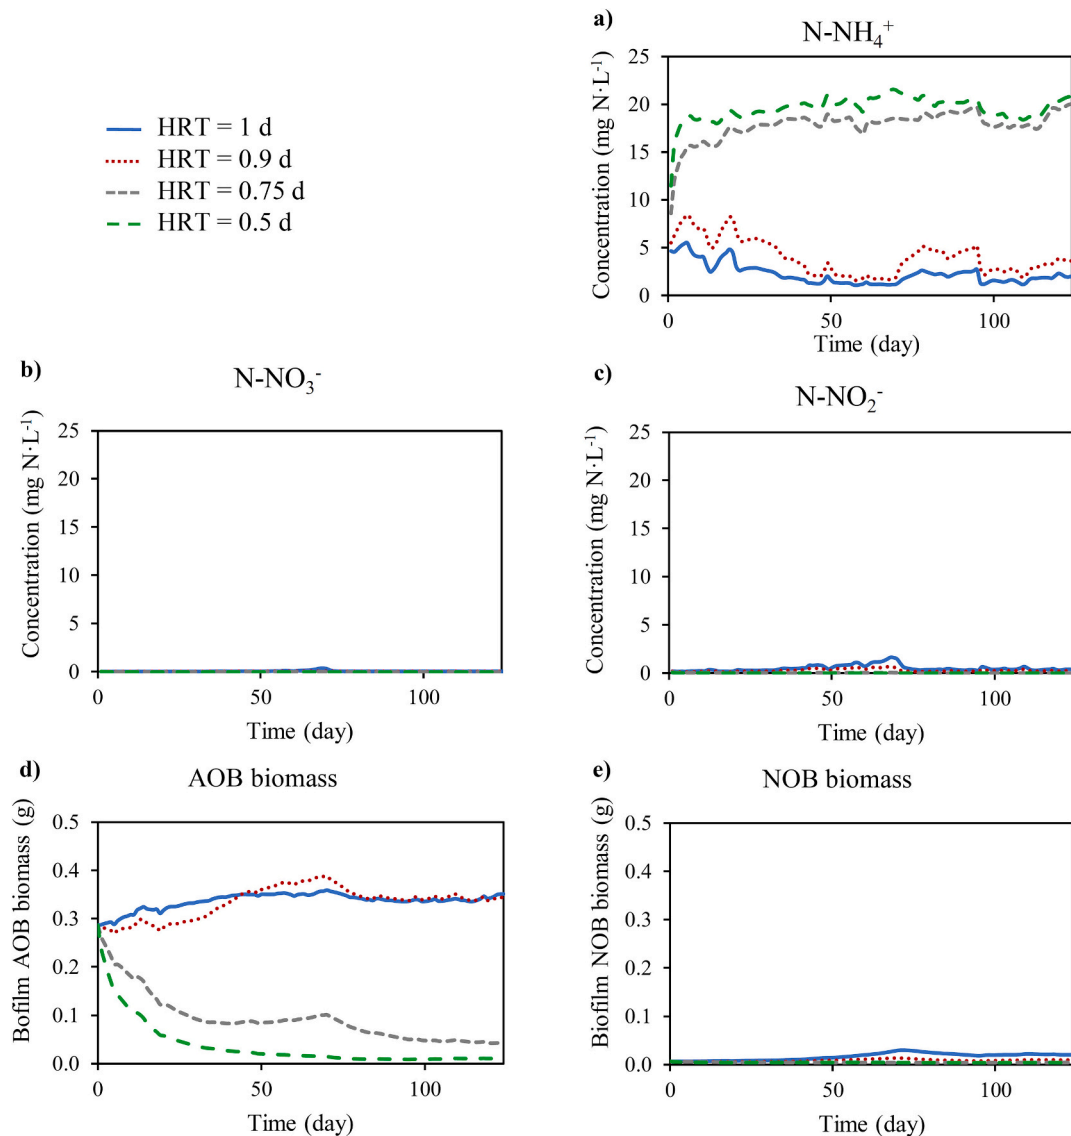 a)
N-NH₄⁺
HRT = 1 d
HRT = 0.9 d
HRT = 0.75 d
HRT = 0.5 d
Concentration (mg N·L⁻¹)
25
20
15
10
5
0
0 50 100
Time (day)
b)
N-NO₃⁻
Concentration (mg N·L⁻¹)
25
20
15
10
5
0
0 50 100
Time (day)
c)
N-NO₂⁻
Concentration (mg N·L⁻¹)
25
20
15
10
5
0
0 50 100
Time (day)
d)
AOB biomass
Bofilm AOB biomass (g)
0.5
0.4
0.3
0.2
0.1
0.0
0 50 100
Time (day)
e)
NOB biomass
Biofilm NOB biomass (g)
0.5
0.4
0.3
0.2
0.1
0.0
0 50 100
Time (day)